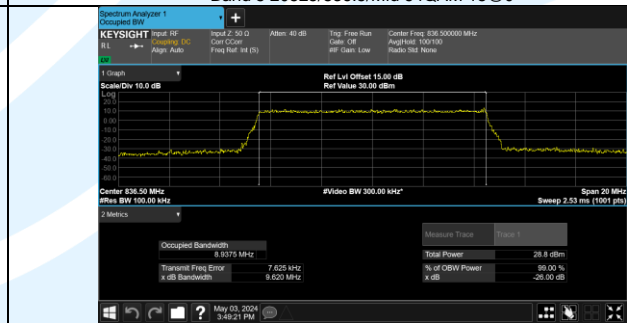 Spectrum Analyzer 1
Occupied BW
+
KEYSIGHT Input: RF Input Z: 50 Ω Atten: 40 dB Trig: Free Run Center Freq: 836.500000 MHz
RL Coupling: DC Corr CCorr Gate: Off Avg|Hold: 100/100
Align: Auto Freq Ref: Int (S) #IF Gain: Low Radio Std: None
1 Graph
Scale/Div 10.0 dB Ref Lvl Offset 15.00 dB
Ref Value 30.00 dBm
Log
20.0
10.0
0.00
-10.0
-20.0
-30.0
-40.0
-50.0
-60.0
Center 836.50 MHz #Video BW 300.00 kHz* Span 20 MHz
#Res BW 100.00 kHz Sweep 2.53 ms (1001 pts)
2 Metrics
Measure Trace Trace 1
Occupied Bandwidth
8.9375 MHz Total Power 28.8 dBm
Transmit Freq Error 7.625 kHz % of OBW Power 99.00 %
x dB Bandwidth 9.620 MHz x dB -26.00 dB
? May 03, 2024
3:49:21 PM